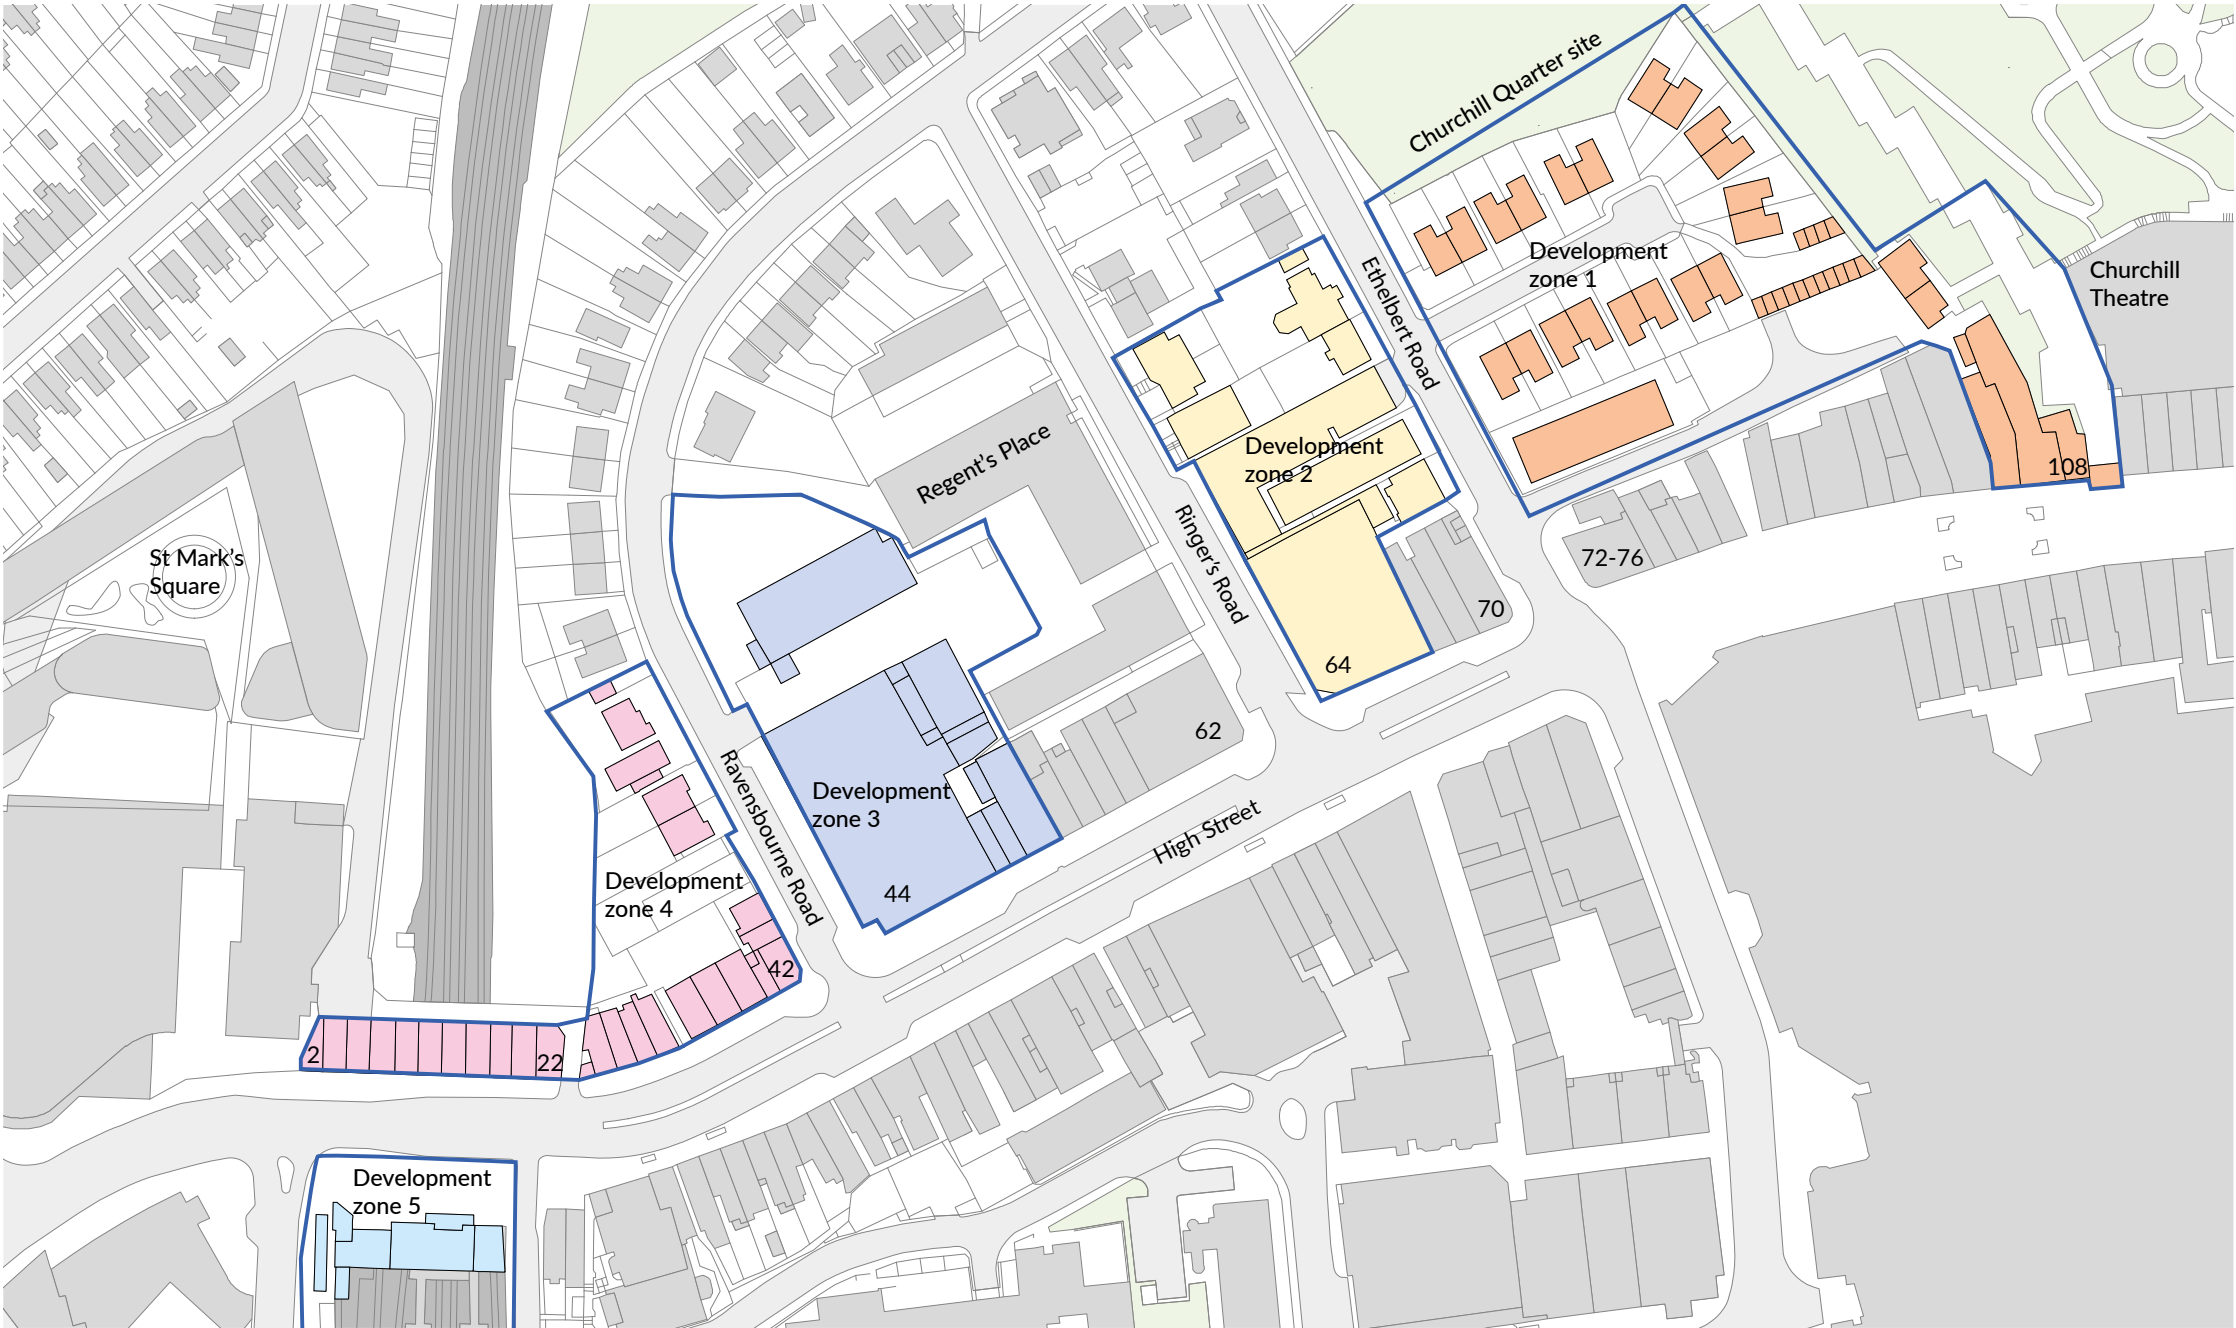 Churchill Quarter site
Development
zone 1
Churchill
Theatre
Ethelbert Road
108
Development
zone 2
Regent's Place
Ringer's Road
72-76
70
64
St Mark's
Square
62
Ravensbourne Road
Development
zone 3
High Street
44
Development
zone 4
42
2
22
Development
zone 5